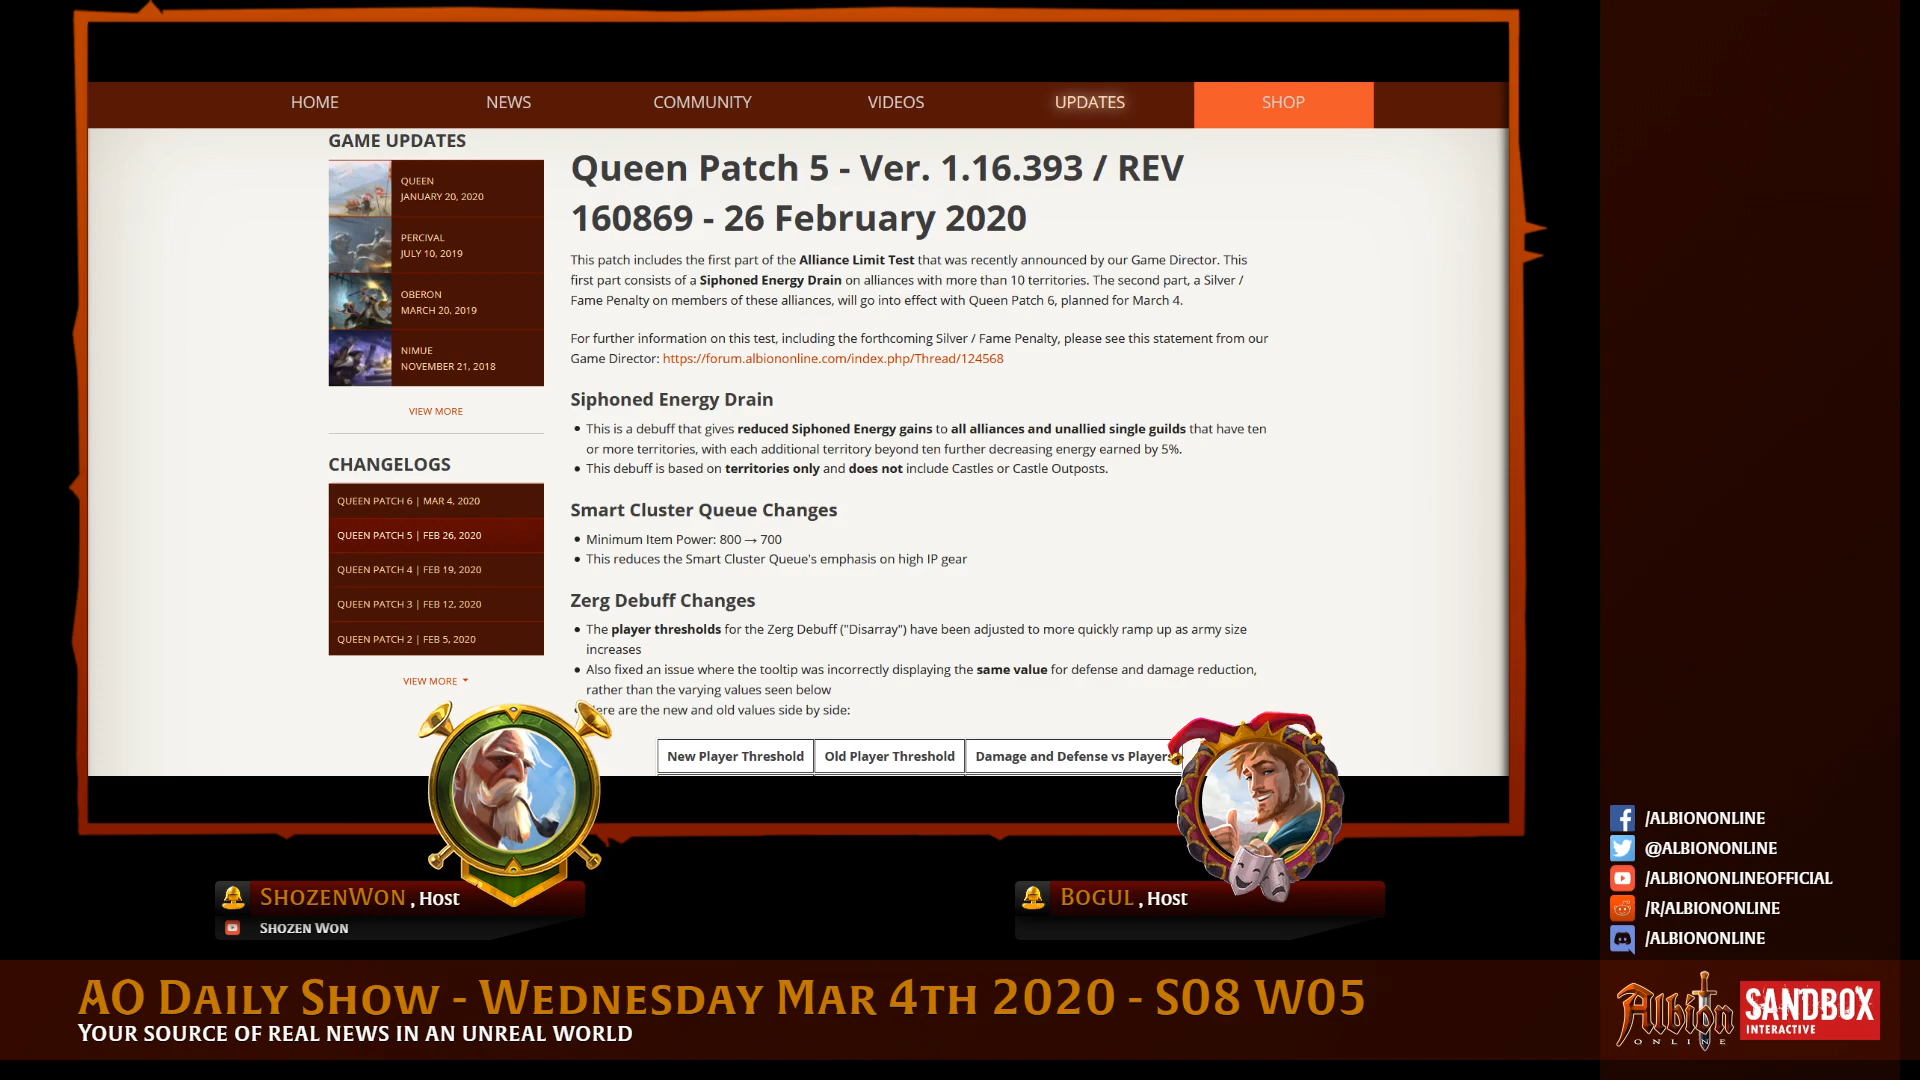 HOME
NEWS
COMMUNITY
VIDEOS
UPDATES
SHOP
GAME UPDATES
QUEEN
JANUARY 20, 2020
PERCIVAL
JULY 10, 2019
OBERON
MARCH 20, 2019
NIMUE
NOVEMBER 21, 2018
VIEW MORE
CHANGELOGS
QUEEN PATCH 6 | MAR 4, 2020
QUEEN PATCH 5 | FEB 26, 2020
QUEEN PATCH 4 | FEB 19, 2020
QUEEN PATCH 3 | FEB 12, 2020
QUEEN PATCH 2 | FEB 5, 2020
VIEW MORE
Queen Patch 5 - Ver. 1.16.393 / REV
160869 - 26 February 2020
This patch includes the first part of the Alliance Limit Test that was recently announced by our Game Director. This
first part consists of a Siphoned Energy Drain on alliances with more than 10 territories. The second part, a Silver /
Fame Penalty on members of these alliances, will go into effect with Queen Patch 6, planned for March 4.
For further information on this test, including the forthcoming Silver / Fame Penalty, please see this statement from our
Game Director: https://forum.albiononline.com/index.php/Thread/124568
Siphoned Energy Drain
• This is a debuff that gives reduced Siphoned Energy gains to all alliances and unallied single guilds that have ten
or more territories, with each additional territory beyond ten further decreasing energy earned by 5%.
• This debuff is based on territories only and does not include Castles or Castle Outposts.
Smart Cluster Queue Changes
• Minimum Item Power: 800 → 700
• This reduces the Smart Cluster Queue's emphasis on high IP gear
Zerg Debuff Changes
• The player thresholds for the Zerg Debuff ("Disarray") have been adjusted to more quickly ramp up as army size
increases
• Also fixed an issue where the tooltip was incorrectly displaying the same value for defense and damage reduction,
rather than the varying values seen below
ere are the new and old values side by side:
New Player Threshold
Old Player Threshold
Damage and Defense vs Players
SHOZENWON , HOST
SHOZEN WON
BOGUL , HOST
/ALBIONONLINE
@ALBIONONLINE
/ALBIONONLINEOFFICIAL
/R/ALBIONONLINE
/ALBIONONLINE
AO DAILY SHOW - WEDNESDAY MAR 4TH 2020 - S08 W05
YOUR SOURCE OF REAL NEWS IN AN UNREAL WORLD
Albion
ONLINE
SANDBOX
INTERACTIVE